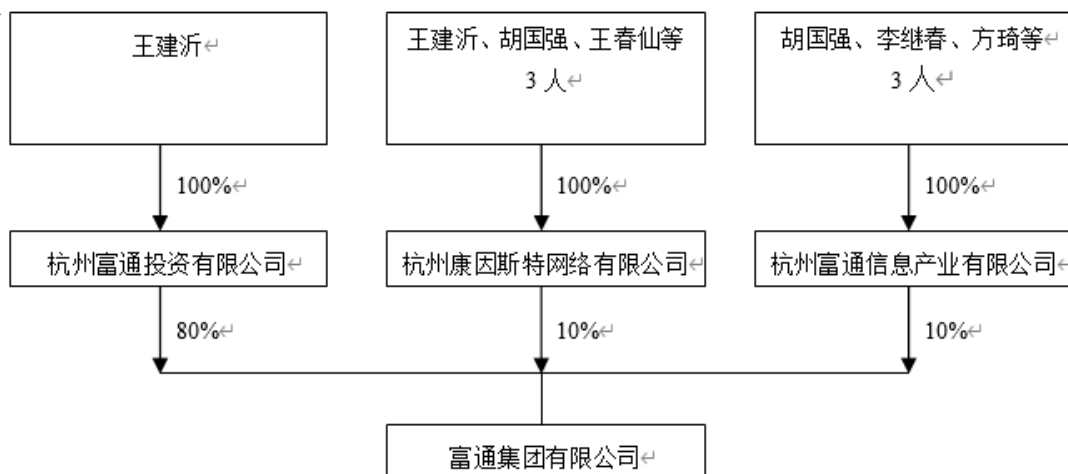 王建沂
王建沂、胡国强、王春仙等
3 人
胡国强、李继春、方琦等
3 人
100%
100%
100%
杭州富通投资有限公司
杭州康因斯特网络有限公司
杭州富通信息产业有限公司
80%
10%
10%
富通集团有限公司